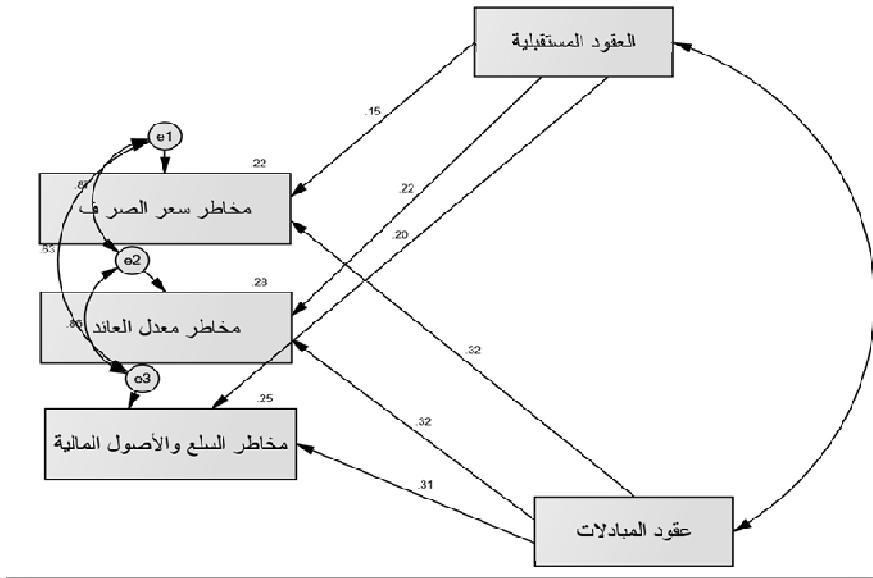 العقود المستقبلية
.15
e1
.22
.22
مخاطر سعر الصرف
.20
e2
.29
مخاطر معدل العائد
.32
e3
.25
.32
مخاطر السلع والأصول المالية
.31
عقود المبادلات